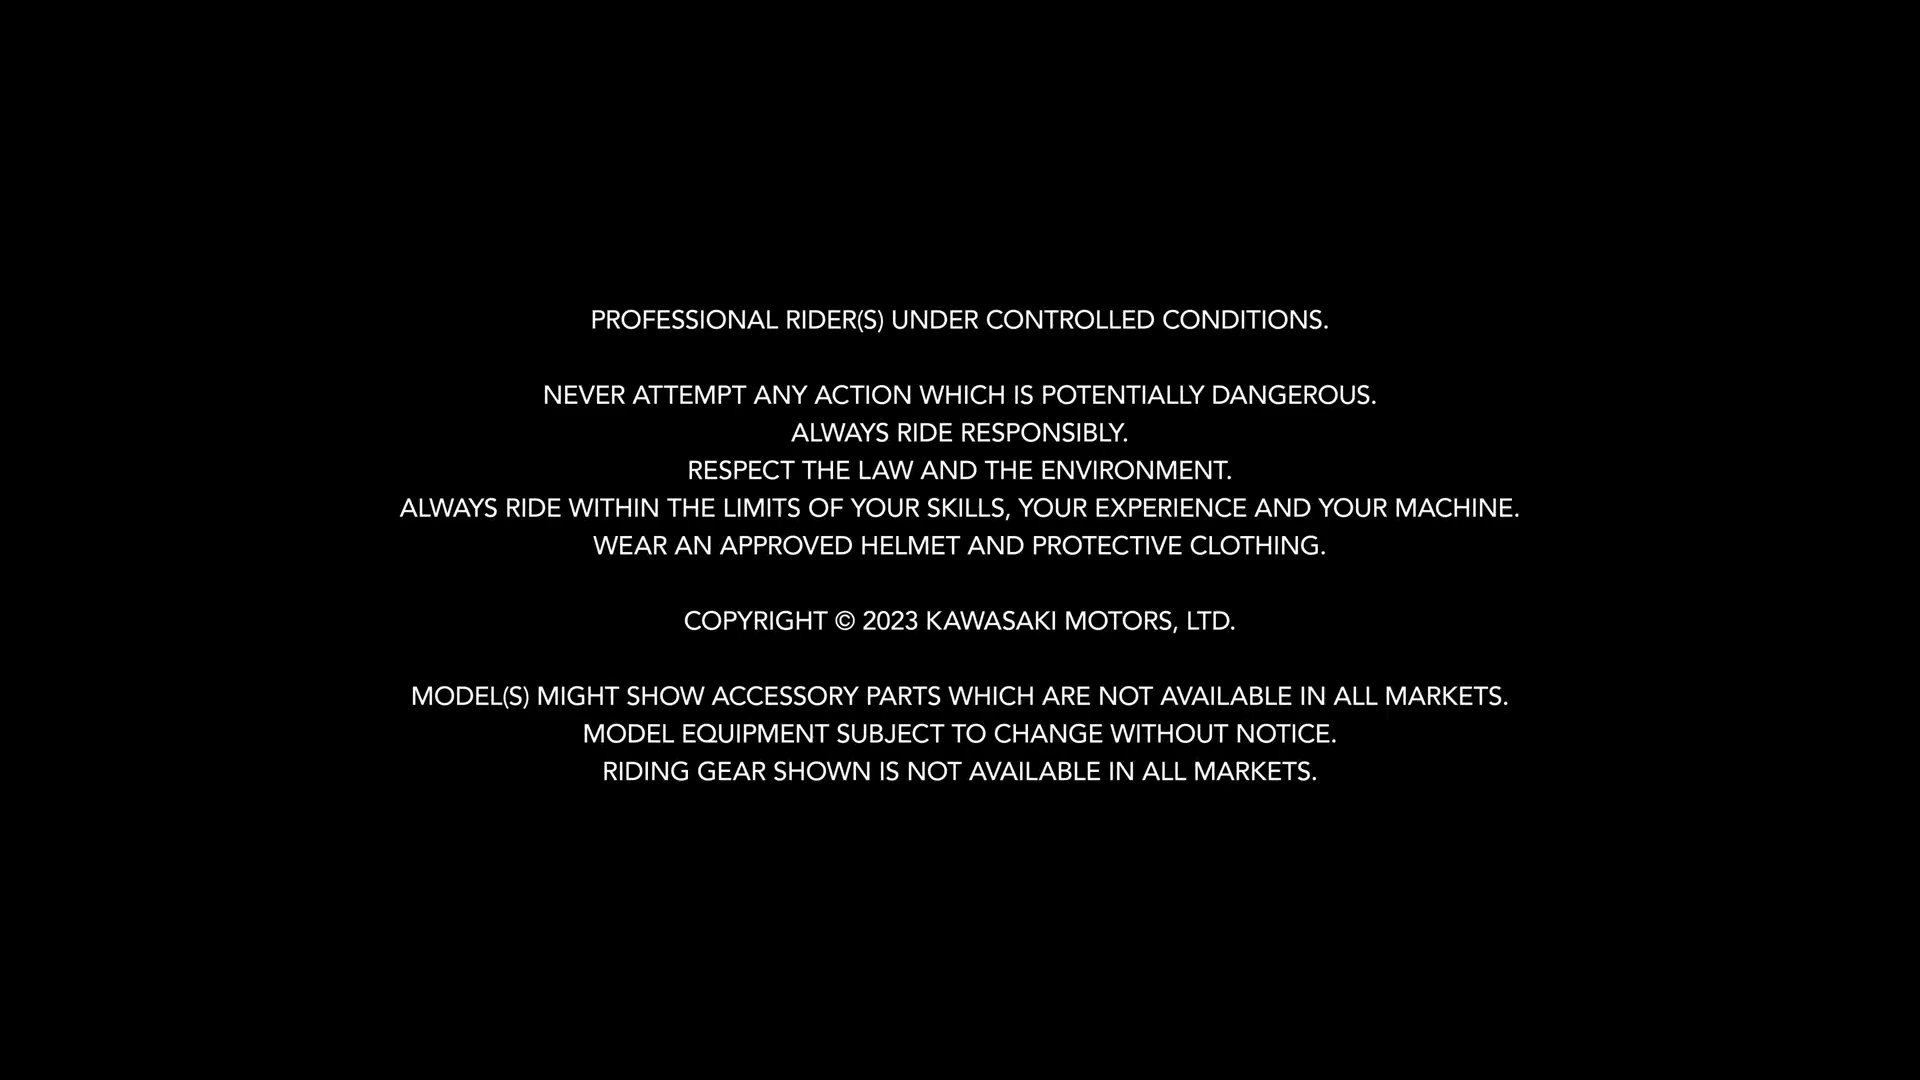 PROFESSIONAL RIDER(S) UNDER CONTROLLED CONDITIONS.
NEVER ATTEMPT ANY ACTION WHICH IS POTENTIALLY DANGEROUS.
ALWAYS RIDE RESPONSIBLY.
RESPECT THE LAW AND THE ENVIRONMENT.
ALWAYS RIDE WITHIN THE LIMITS OF YOUR SKILLS, YOUR EXPERIENCE AND YOUR MACHINE.
WEAR AN APPROVED HELMET AND PROTECTIVE CLOTHING.
COPYRIGHT © 2023 KAWASAKI MOTORS, LTD.
MODEL(S) MIGHT SHOW ACCESSORY PARTS WHICH ARE NOT AVAILABLE IN ALL MARKETS.
MODEL EQUIPMENT SUBJECT TO CHANGE WITHOUT NOTICE.
RIDING GEAR SHOWN IS NOT AVAILABLE IN ALL MARKETS.